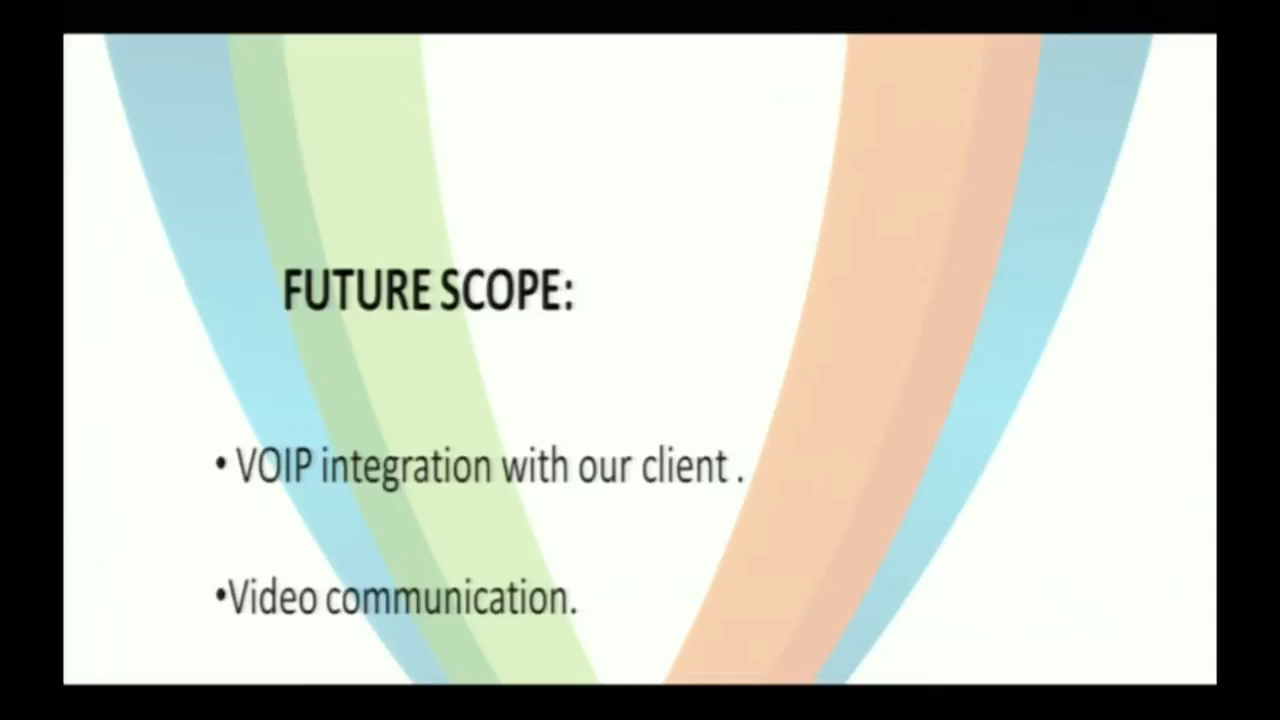 FUTURE SCOPE:
• VOIP integration with our client .
•Video communication.